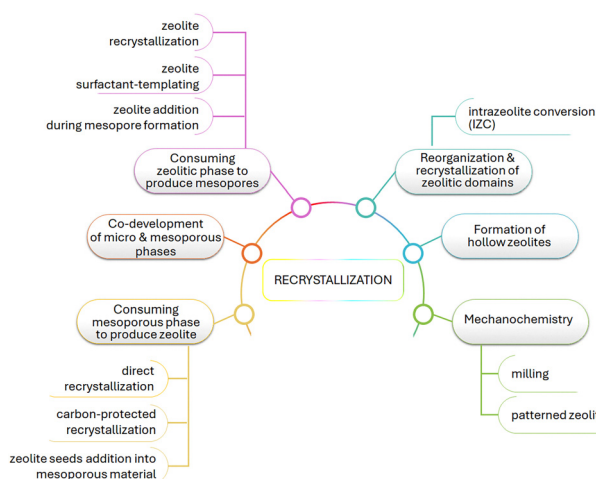 zeolite
recrystallization
zeolite
surfactant-templating
zeolite addition
during mesopore formation
Consuming
zeolitic phase to
produce mesopores
Co-development
of micro & mesoporous
phases
Consuming
mesoporous phase
to produce zeolite
direct
recrystallization
carbon-protected
recrystallization
zeolite seeds addition into
mesoporous material
RECRYSTALLIZATION
intrazeolite conversion
(IZC)
Reorganization &
recrystallization of
zeolitic domains
Formation of
hollow zeolites
Mechanochemistry
milling
patterned